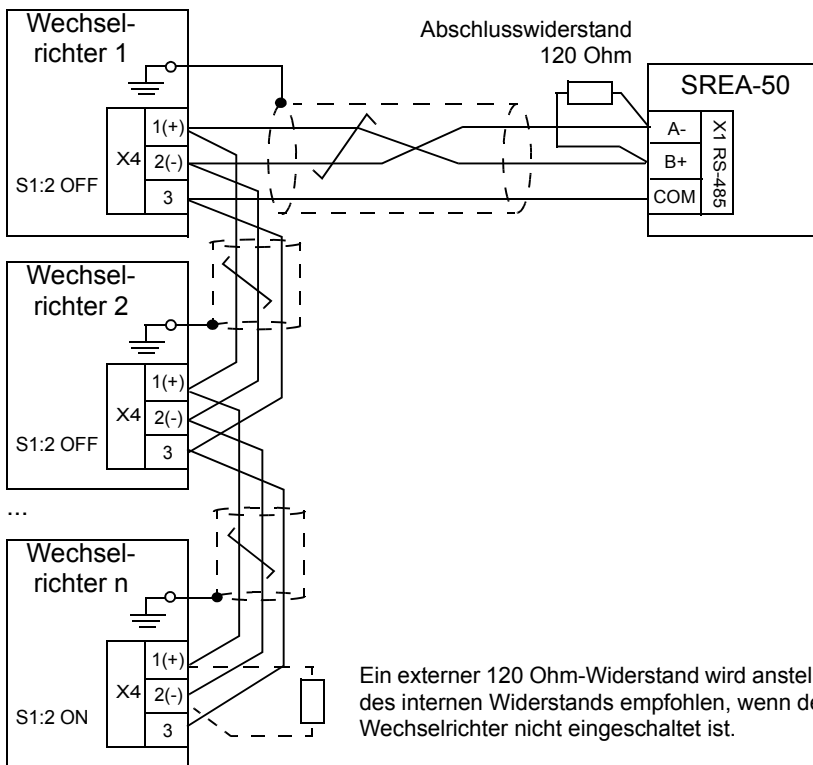 Wechsel-
richter 1
Abschlusswiderstand
120 Ohm
SREA-50
1(+)
X4
2(-)
3
S1:2 OFF
A-
B+
COM
X1 RS-485
Wechsel-
richter 2
1(+)
X4
2(-)
3
S1:2 OFF
...
Wechsel-
richter n
1(+)
X4
2(-)
3
S1:2 ON
Ein externer 120 Ohm-Widerstand wird anstel
des internen Widerstands empfohlen, wenn de
Wechselrichter nicht eingeschaltet ist.